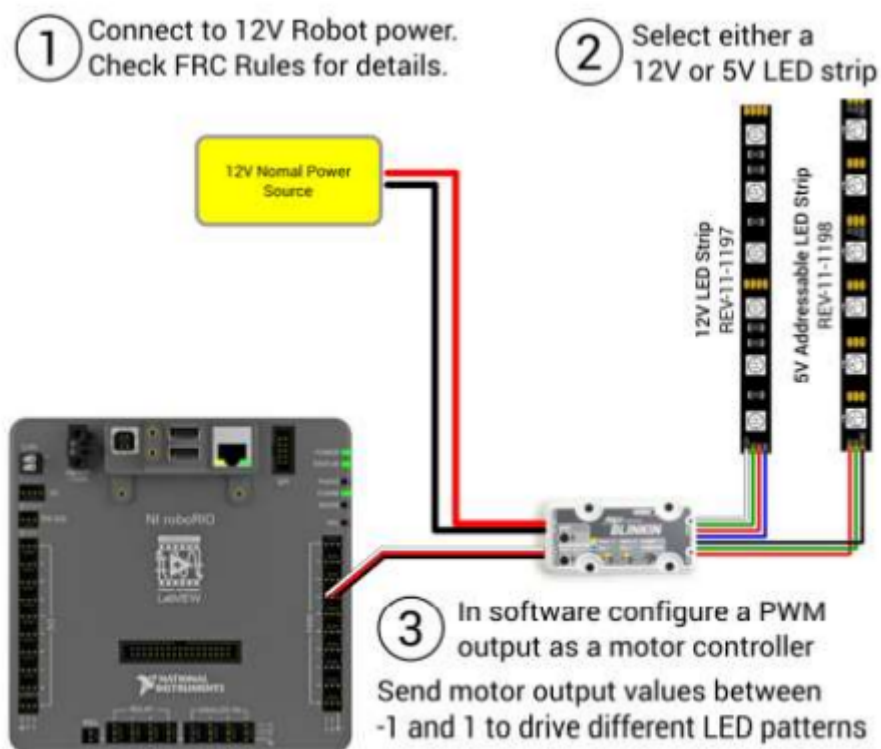 1
Connect to 12V Robot power.
Check FRC Rules for details.
2
Select either a
12V or 5V LED strip
12V Nomal Power
Source
12V LED Strip
REV-11-1197
5V Addressable LED Strip
REV-11-1198
NI roboRIO
LabVIEW
NATIONAL
INSTRUMENTS
RELAY
ANALOG IN
BLINKIN
3
In software configure a PWM
output as a motor controller
Send motor output values between
-1 and 1 to drive different LED patterns